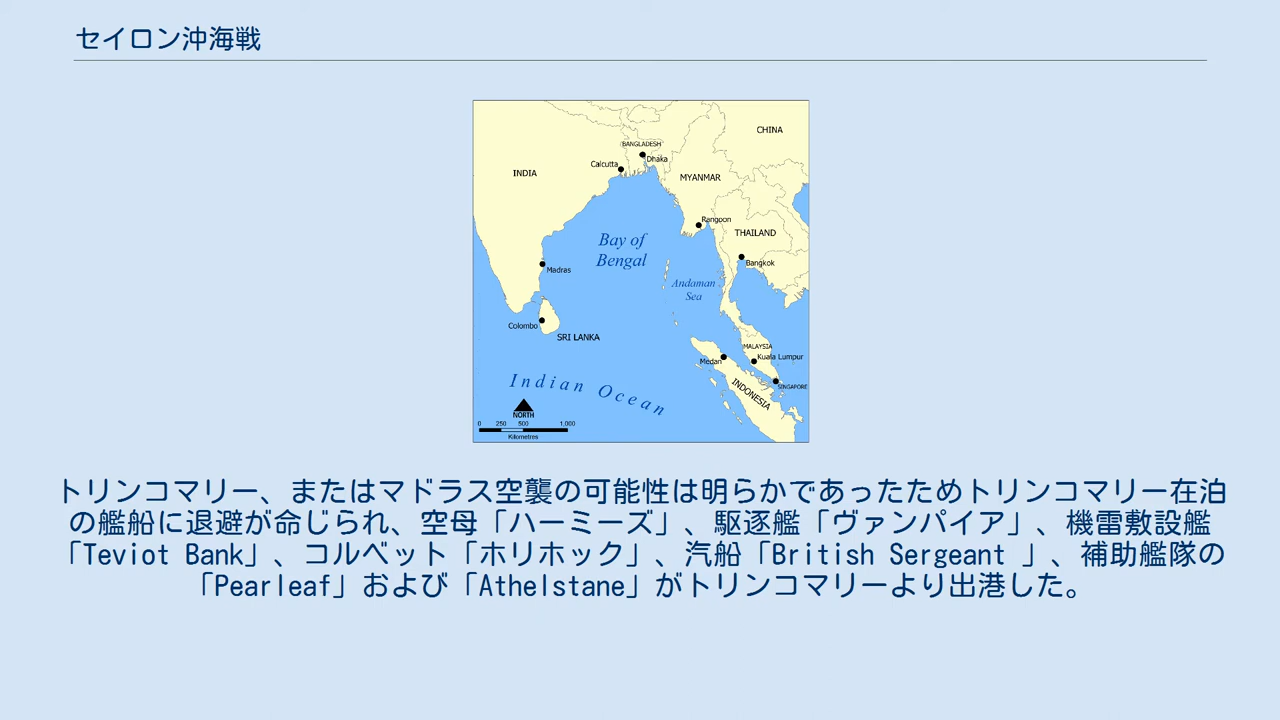 セイロン沖海戦
CHINA
BANGLADESH
Dhaka
Calcutta
INDIA
MYANMAR
Rangoon
THAILAND
Bay of
Bengal
Bangkok
Madras
Andaman
Sea
Colombo
SRI LANKA
MALAYSIA
Kuala Lumpur
Medan
SINGAPORE
INDONESIA
Indian Ocean
NORTH
0 250 500 1,000
Kilometres
トリンコマリー、またはマドラス空襲の可能性は明らかであったためトリンコマリー在泊
の艦船に退避が命じられ、空母「ハーミーズ」、駆逐艦「ヴァンパイア」、機雷敷設艦
「Teviot Bank」、コルベット「ホリホック」、汽船「British Sergeant 」、補助艦隊の
「Pearleaf」および「Athelstane」がトリンコマリーより出港した。